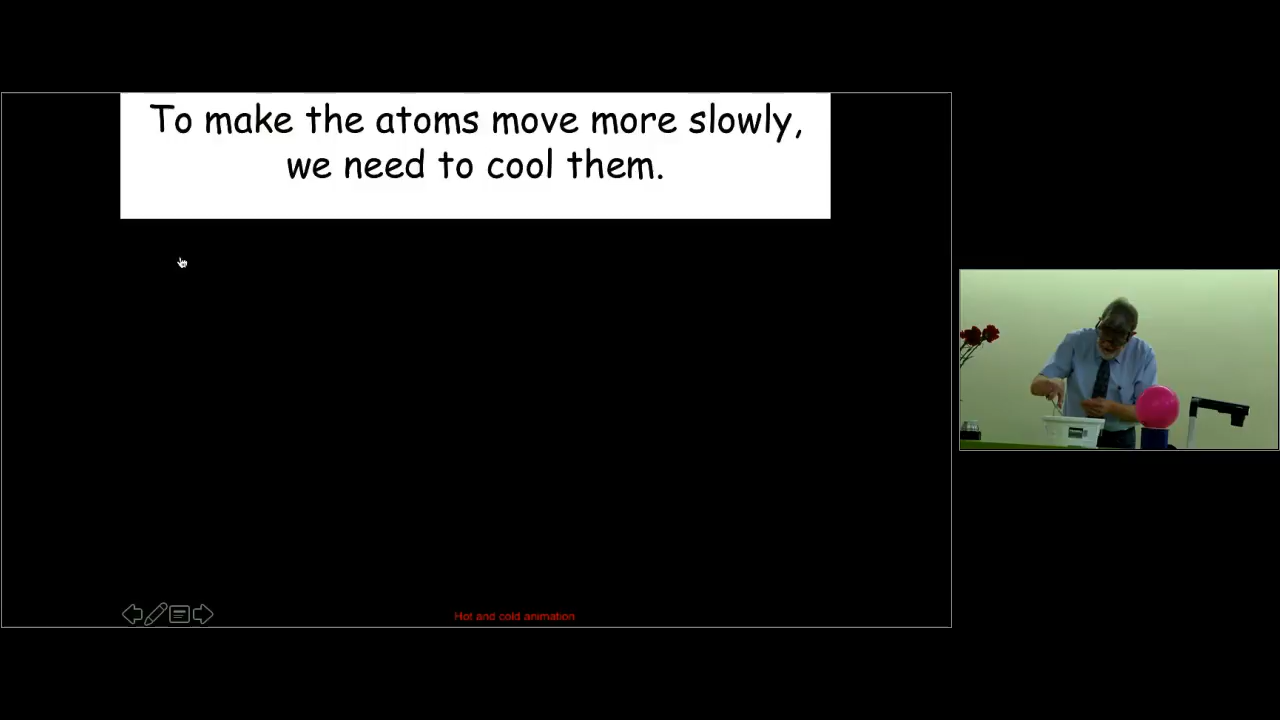 To make the atoms move more slowly,
we need to cool them.
Hot and cold animation